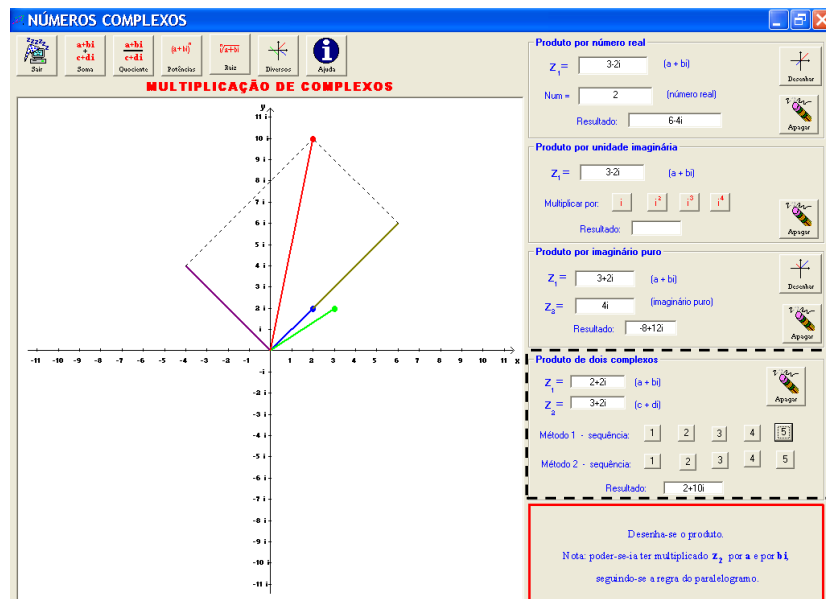 NÚMEROS COMPLEXOS
a+bi + c+di Soma
a+bi c+di Quociente
(a+bi)ⁿ Potências
Raiz
Diversos
Ajuda
Sair
MULTIPLICAÇÃO DE COMPLEXOS
y
11 i
10 i
9 i
8 i
7 i
6 i
5 i
4 i
3 i
2 i
i
-11 -10 -9 -8 -7 -6 -5 -4 -3 -2 -1 1 2 3 4 5 6 7 8 9 10 11 x
-i
-2 i
-3 i
-4 i
-5 i
-6 i
-7 i
-8 i
-9 i
-10 i
-11 i
Produto por número real
Z₁= 3-2i (a + bi)
Desenhar
Num = 2 (número real)
Resultado: 6-4i
Apagar
Produto por unidade imaginária
Z₁= 3-2i (a + bi)
Multiplicar por: i i² i³ i⁴
Resultado:
Apagar
Produto por imaginário puro
Z₁= 3+2i (a + bi)
Desenhar
Z₂= 4i (imaginário puro)
Resultado: -8+12i
Apagar
Produto de dois complexos
Z₁= 2+2i (a + bi)
Z₂= 3+2i (c + di)
Apagar
Método 1 - sequência: 1 2 3 4 5
Método 2 - sequência: 1 2 3 4 5
Resultado: 2+10i
Desenha-se o produto.
Nota: poder-se-ia ter multiplicado z₂ por a e por bi,
seguindo-se a regra do paralelogramo.